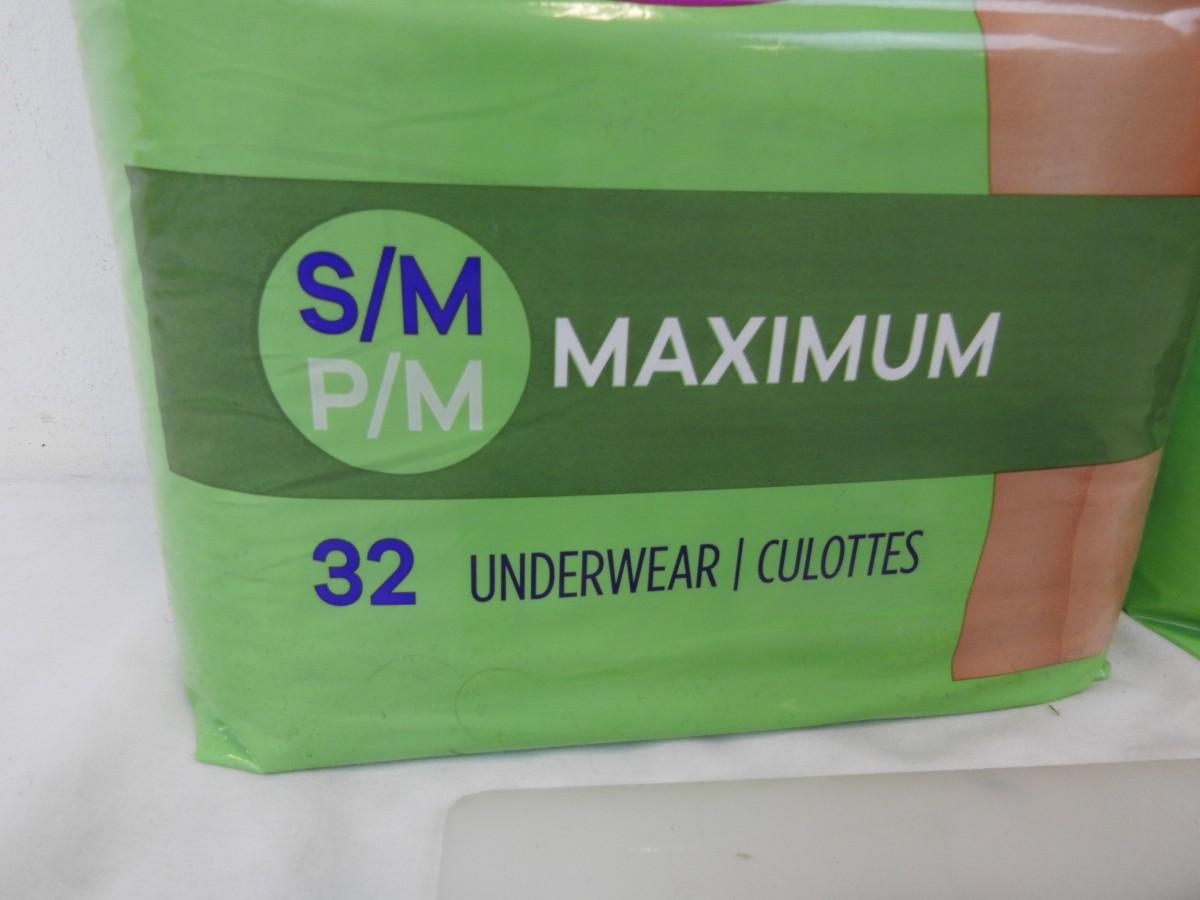 S/M
P/M
MAXIMUM
32 UNDERWEAR | CULOTTES